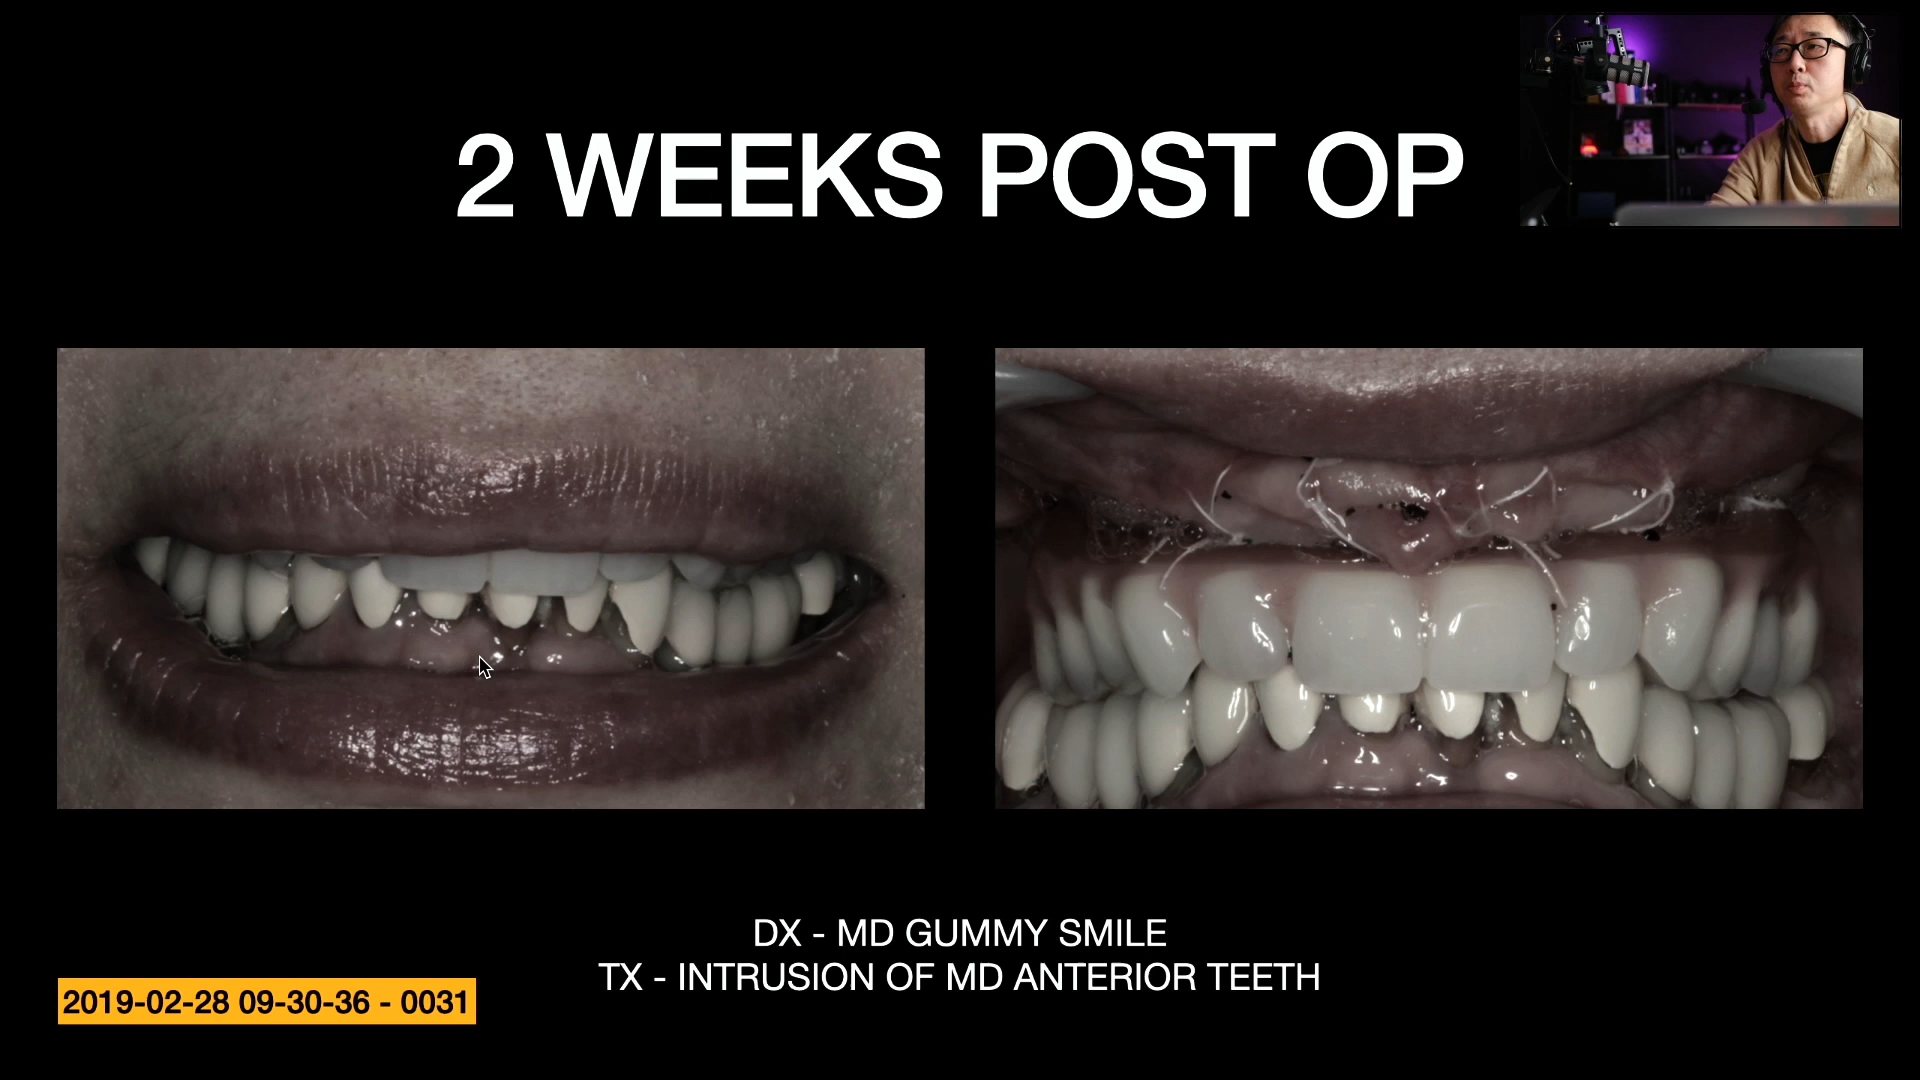 2 WEEKS POST OP
DX - MD GUMMY SMILE
TX - INTRUSION OF MD ANTERIOR TEETH
2019-02-28 09-30-36 - 0031